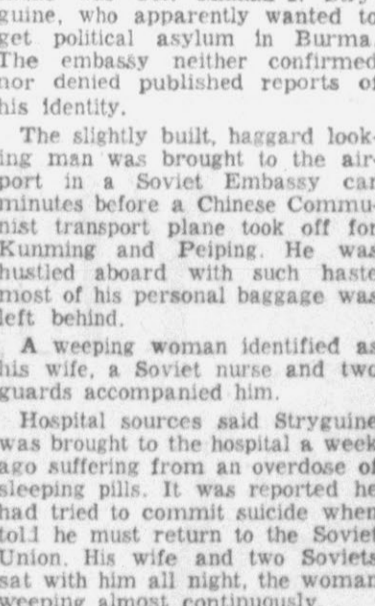 guine, who apparently wanted to
get political asylum in Burma.
The embassy neither confirmed
nor denied published reports of
his identity.
The slightly built, haggard look-
ing man was brought to the air-
port in a Soviet Embassy car
minutes before a Chinese Commu-
nist transport plane took off for
Kunming and Peiping. He was
hustled aboard with such haste
most of his personal baggage was
left behind.
A weeping woman identified as
his wife, a Soviet nurse and two
guards accompanied him.
Hospital sources said Stryguine
was brought to the hospital a week
ago suffering from an overdose of
sleeping pills. It was reported he
had tried to commit suicide when
told he must return to the Soviet
Union. His wife and two Soviets
sat with him all night, the woman
weeping almost continuously